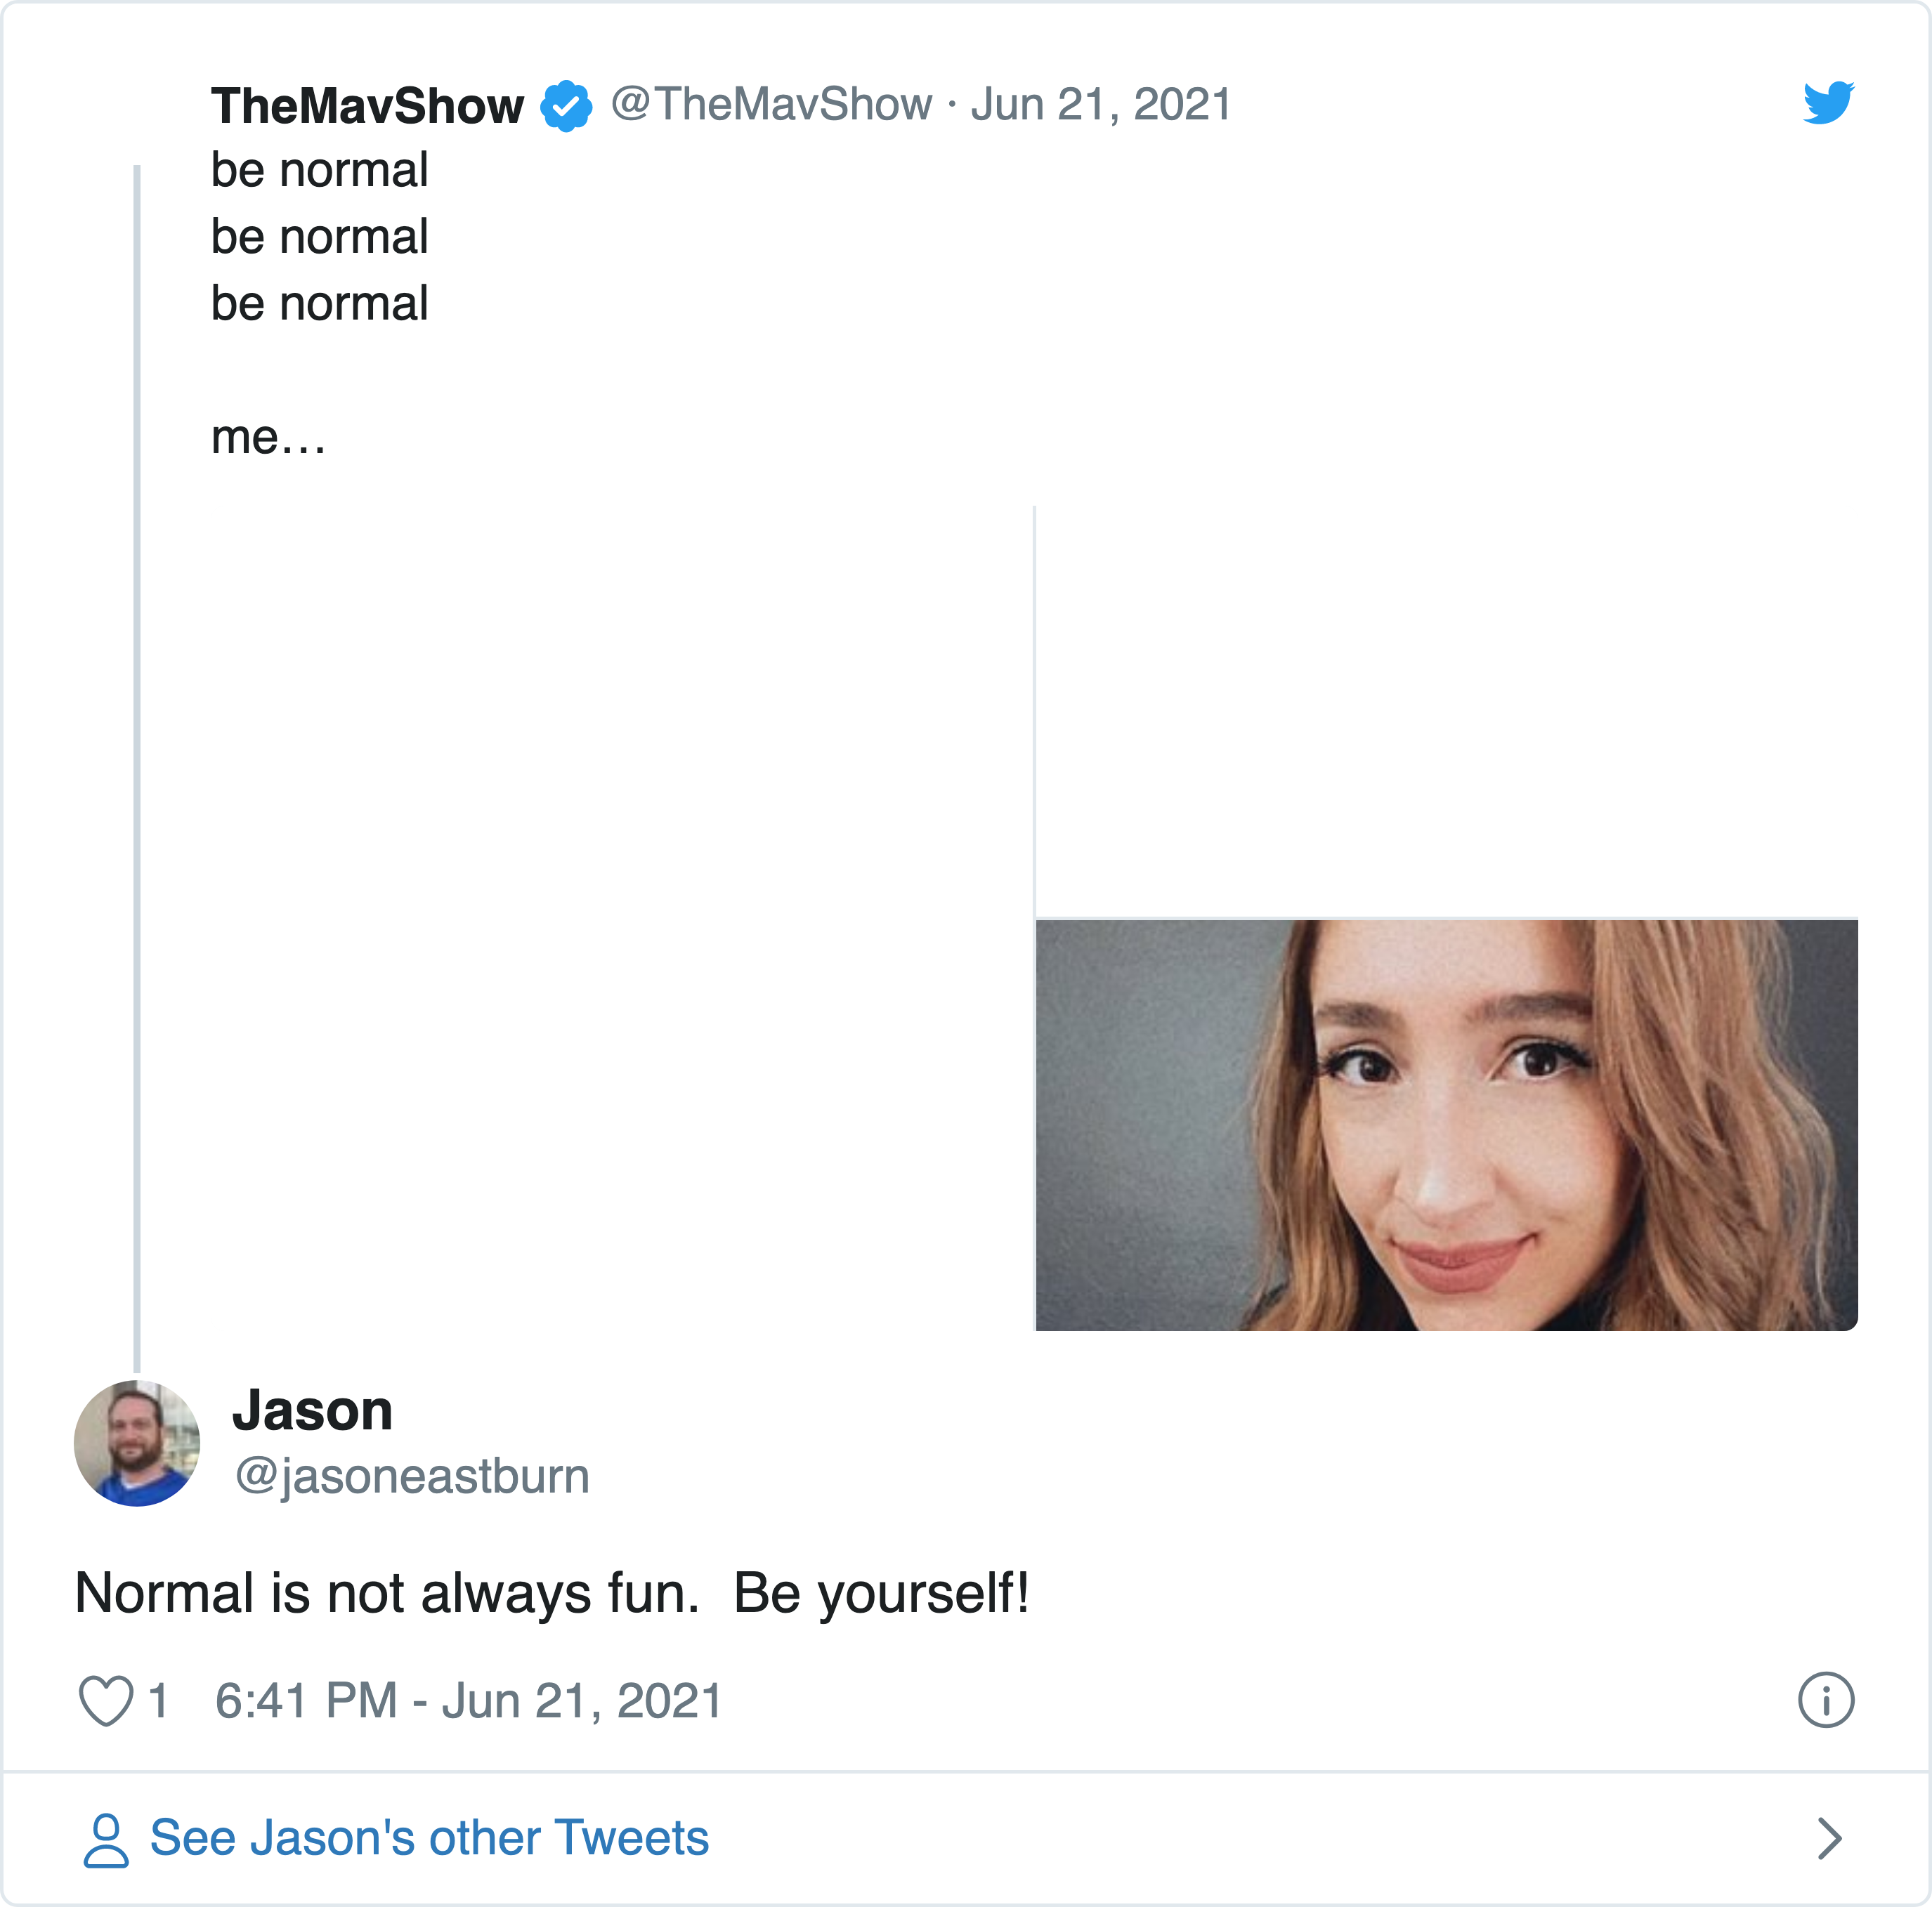 TheMavShow @TheMavShow · Jun 21, 2021
be normal
be normal
be normal
me…
Jason
@jasoneastburn
Normal is not always fun.  Be yourself!
1 6:41 PM - Jun 21, 2021
See Jason's other Tweets